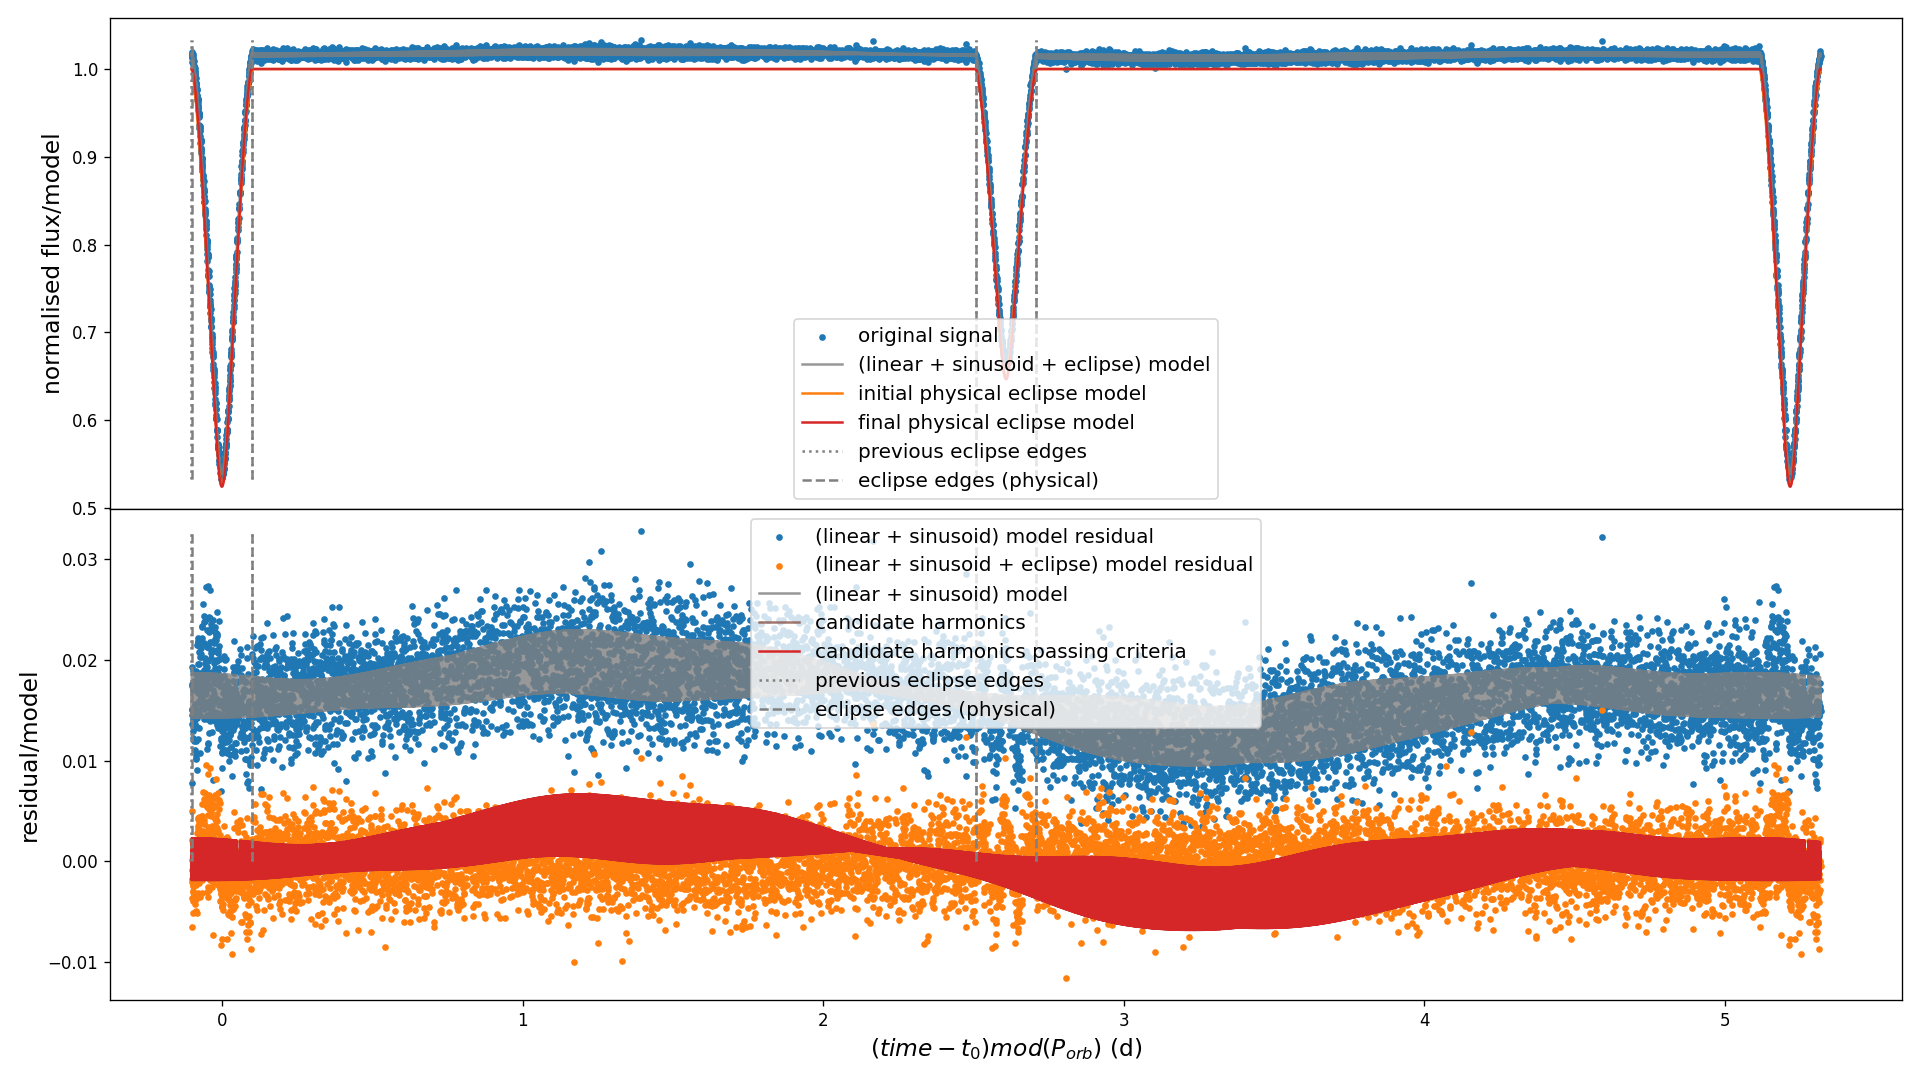 normalised flux/model
1.0
0.9
0.8
0.7
0.6
0.5
original signal
(linear + sinusoid + eclipse) model
initial physical eclipse model
final physical eclipse model
previous eclipse edges
eclipse edges (physical)
residual/model
0.03
0.02
0.01
0.00
−0.01
(linear + sinusoid) model residual
(linear + sinusoid + eclipse) model residual
(linear + sinusoid) model
candidate harmonics
candidate harmonics passing criteria
previous eclipse edges
eclipse edges (physical)
0 1 2 3 4 5
(time − t₀)mod(P_orb) (d)